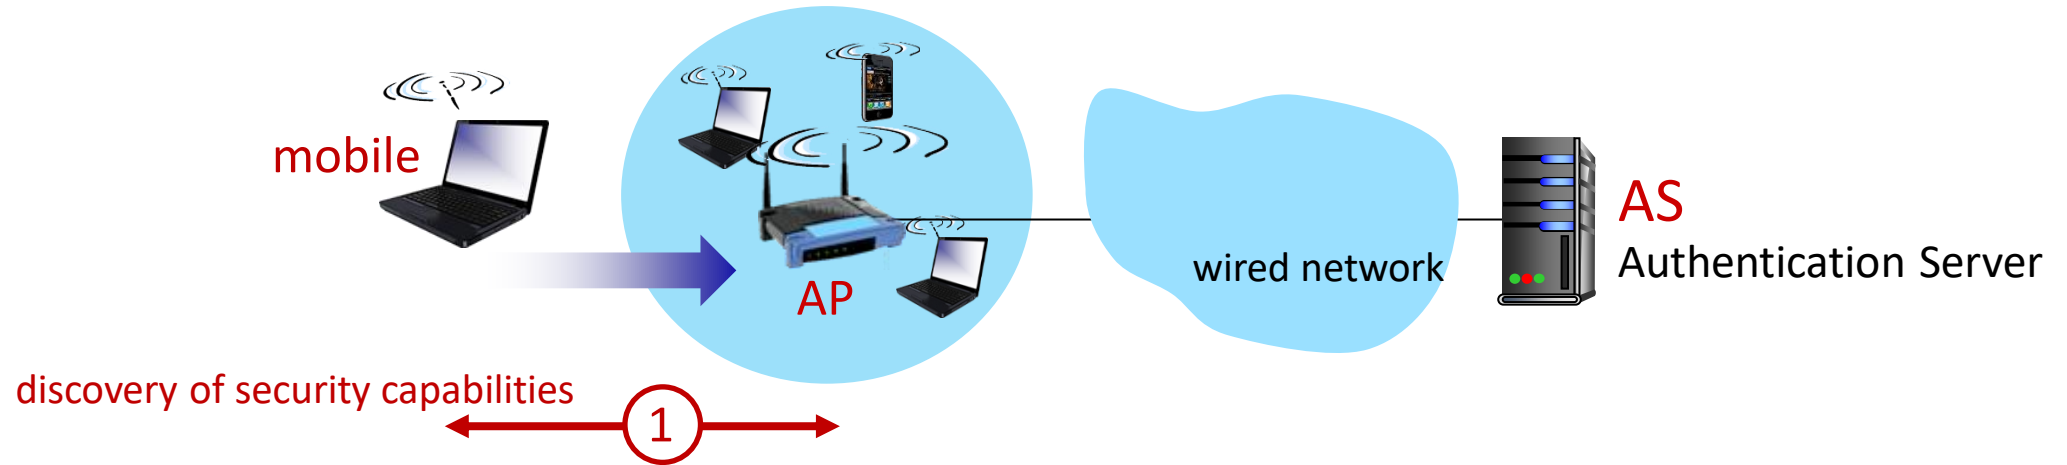 mobile
AP
wired network
AS
Authentication Server
discovery of security capabilities
1